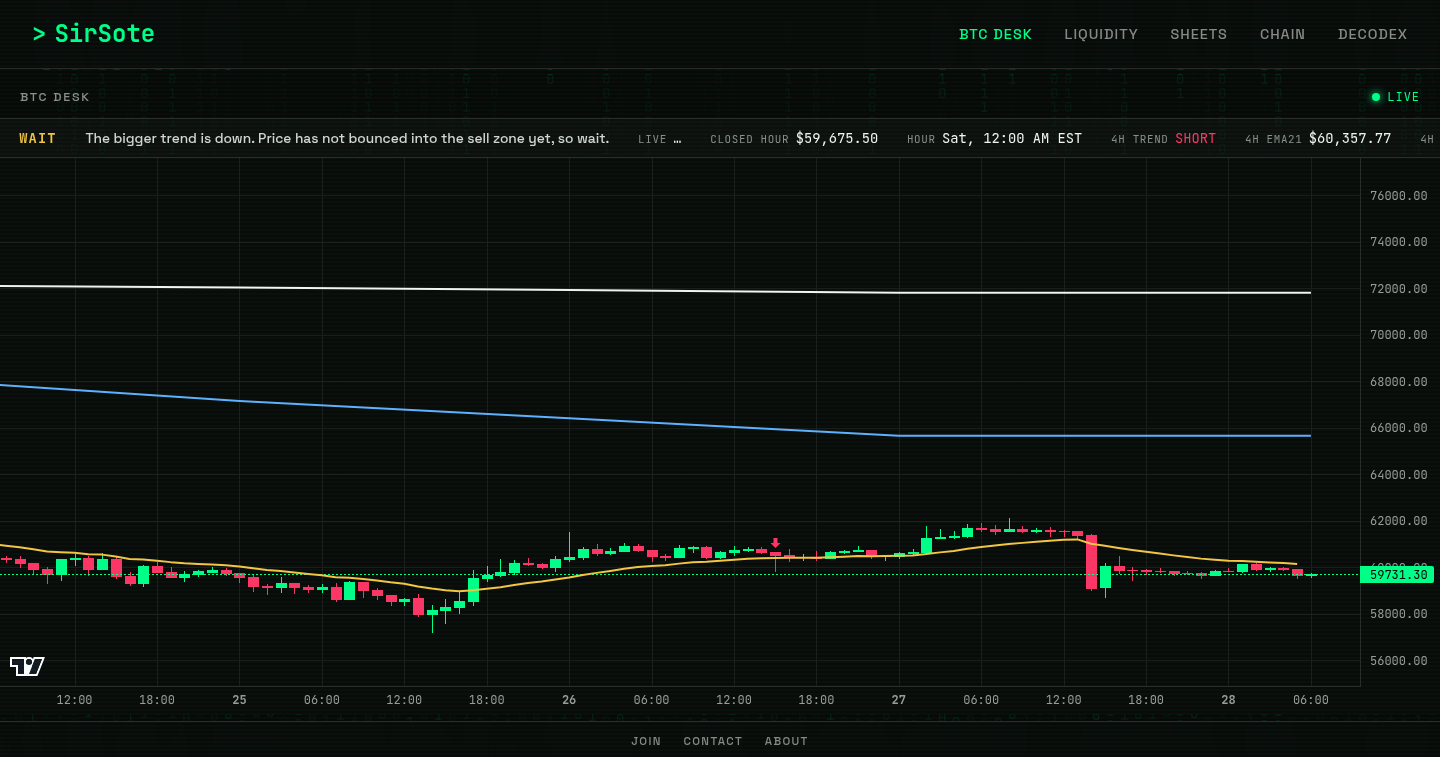 > SirSote
BTC DESK LIQUIDITY SHEETS CHAIN DECODEX
BTC DESK LIVE
WAIT The bigger trend is down. Price has not bounced into the sell zone yet, so wait. LIVE … CLOSED HOUR $59,675.50 HOUR Sat, 12:00 AM EST 4H TREND SHORT 4H EMA21 $60,357.77 4H
76000.00
74000.00
72000.00
70000.00
68000.00
66000.00
64000.00
62000.00
59731.30
58000.00
56000.00
12:00 18:00 25 06:00 12:00 18:00 26 06:00 12:00 18:00 27 06:00 12:00 18:00 28 06:00
JOIN CONTACT ABOUT